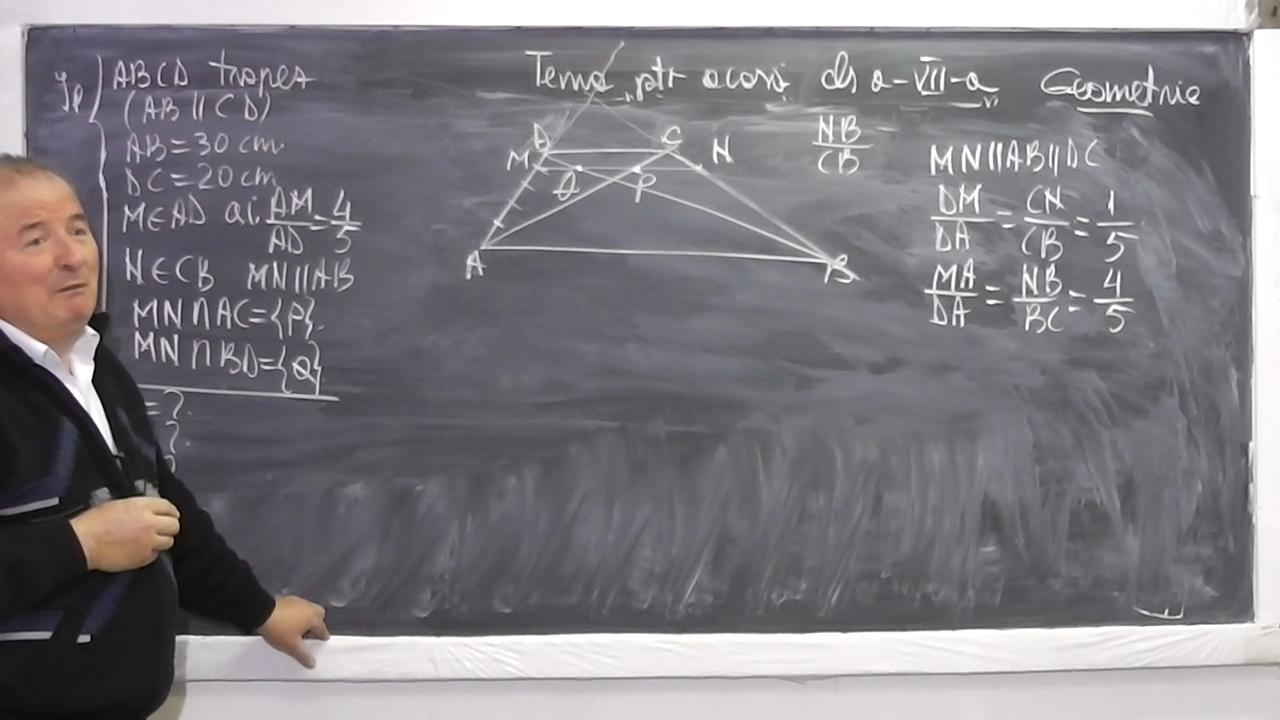 Ip ABCD trapez
(AB || CD)
AB = 30 cm
DC = 20 cm
M∈AD aî. AM/AD = 4/5
N∈CB MN || AB
MN ∩ AC = {P}.
MN ∩ BD = {Q}
= ?.
?.
?
Tema ptr acasă cls a-VII-a Geometrie
D C
M N
Q P
A B
NB/CB
MN || AB || DC
DM/DA = CN/CB = 1/5
MA/DA = NB/BC = 4/5